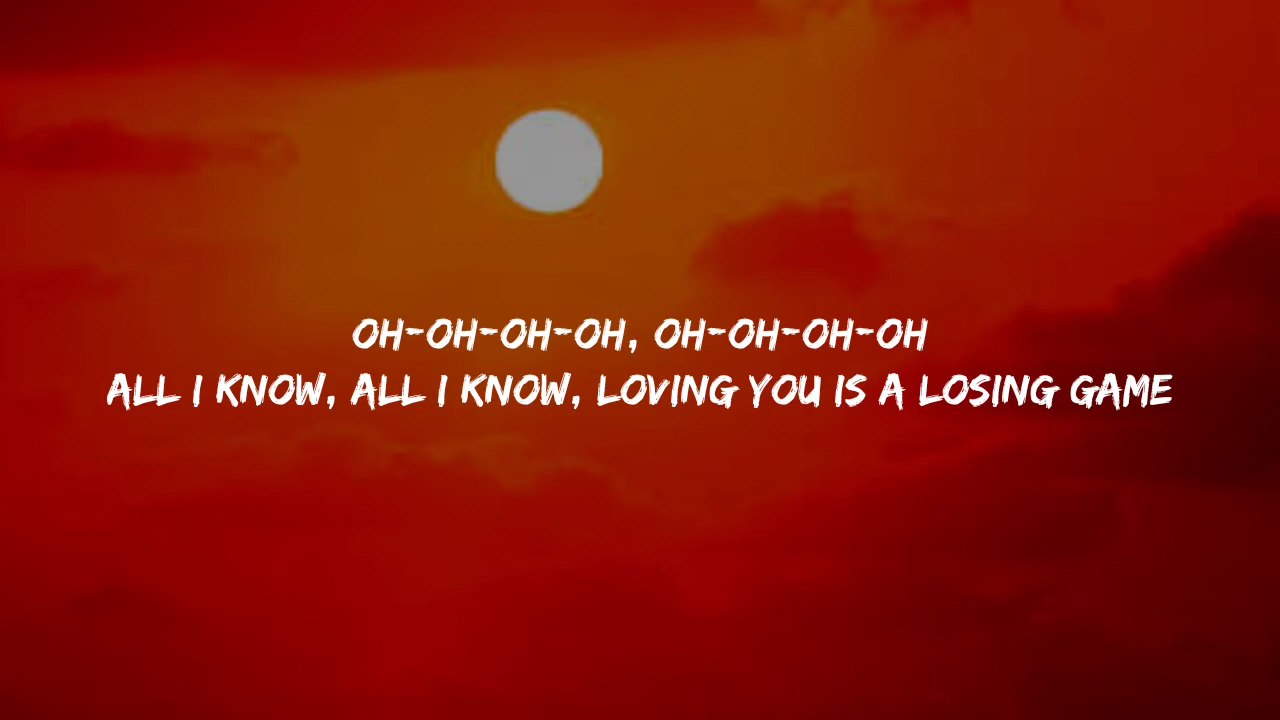 OH-OH-OH-OH, OH-OH-OH-OH
ALL I KNOW, ALL I KNOW, LOVING YOU IS A LOSING GAME